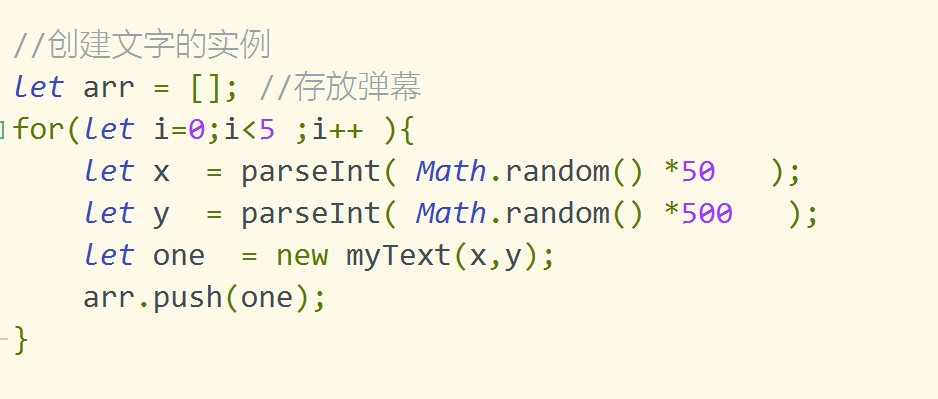 //创建文字的实例
let arr = []; //存放弹幕
for(let i=0;i<5 ;i++ ){
    let x  = parseInt( Math.random() *50   );
    let y  = parseInt( Math.random() *500   );
    let one  = new myText(x,y);
    arr.push(one);
}